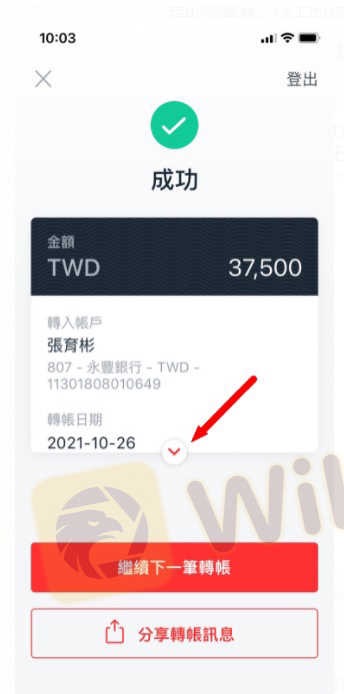 10:03
登出
成功
金額
TWD 37,500
轉入帳戶
張育彬
807 - 永豐銀行 - TWD -
11301808010649
轉帳日期
2021-10-26
Wiki
繼續下一筆轉帳
分享轉帳訊息